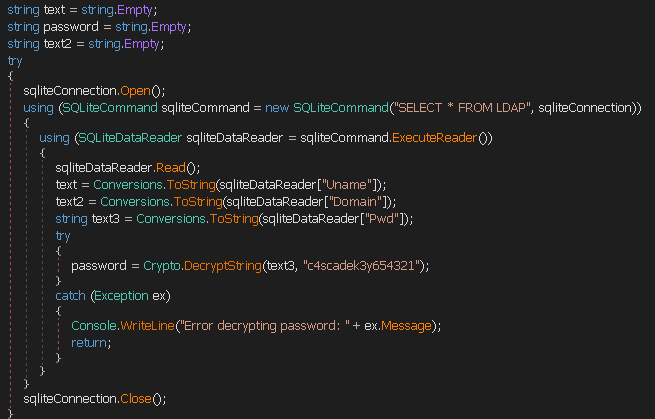 string text = string.Empty;
string password = string.Empty;
string text2 = string.Empty;
try
{
sqliteConnection.Open();
using (SQLiteCommand sqliteCommand = new SQLiteCommand("SELECT * FROM LDAP", sqliteConnection))
{
using (SQLiteDataReader sqliteDataReader = sqliteCommand.ExecuteReader())
{
sqliteDataReader.Read();
text = Conversions.ToString(sqliteDataReader["Uname"]);
text2 = Conversions.ToString(sqliteDataReader["Domain"]);
string text3 = Conversions.ToString(sqliteDataReader["Pwd"]);
try
{
password = Crypto.DecryptString(text3, "c4scadek3y654321");
}
catch (Exception ex)
{
Console.WriteLine("Error decrypting password: " + ex.Message);
return;
}
}
}
sqliteConnection.Close();
}